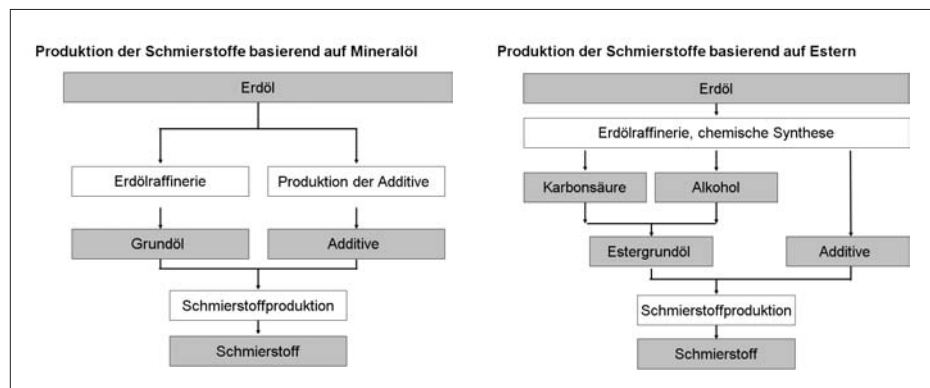 Produktion der Schmierstoffe basierend auf Mineralöl
Erdöl
Erdölraffinerie
Produktion der Additive
Grundöl
Additive
Schmierstoffproduktion
Schmierstoff
Produktion der Schmierstoffe basierend auf Estern
Erdöl
Erdölraffinerie, chemische Synthese
Karbonsäure
Alkohol
Estergrundöl
Additive
Schmierstoffproduktion
Schmierstoff